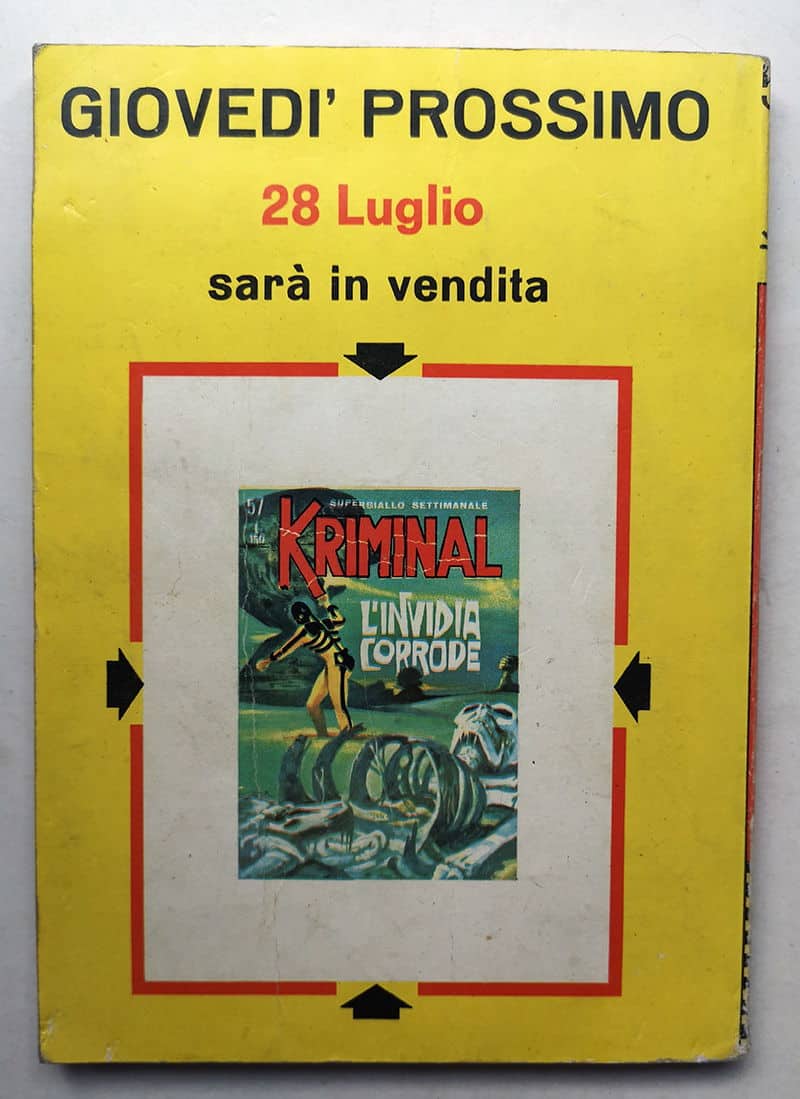 GIOVEDI' PROSSIMO
28 Luglio
sarà in vendita
57
SUPERGIALLO SETTIMANALE
L. 150
KRIMINAL
L'INVIDIA
CORRODE